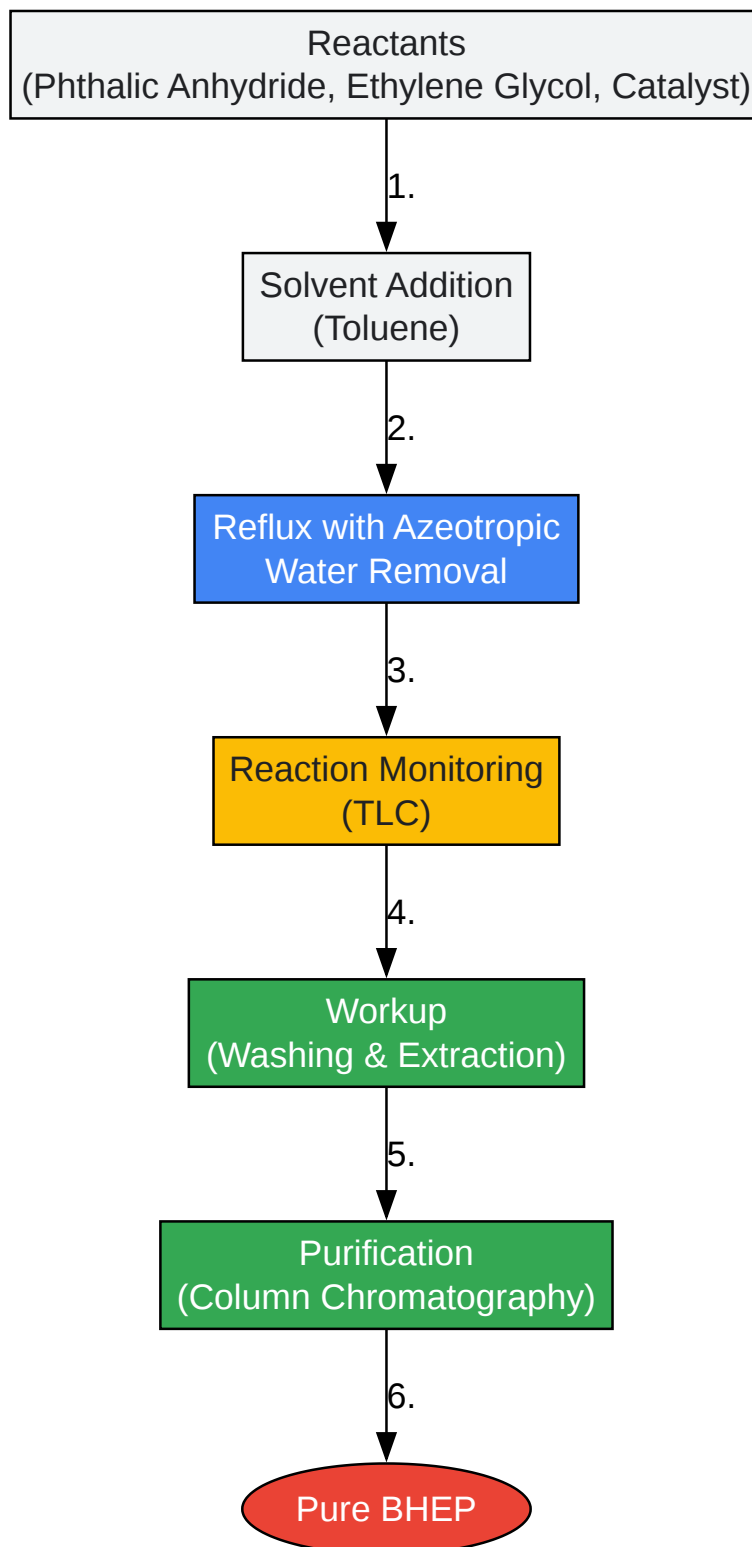 Reactants
(Phthalic Anhydride, Ethylene Glycol, Catalyst)
1.
Solvent Addition
(Toluene)
2.
Reflux with Azeotropic
Water Removal
3.
Reaction Monitoring
(TLC)
4.
Workup
(Washing & Extraction)
5.
Purification
(Column Chromatography)
6.
Pure BHEP